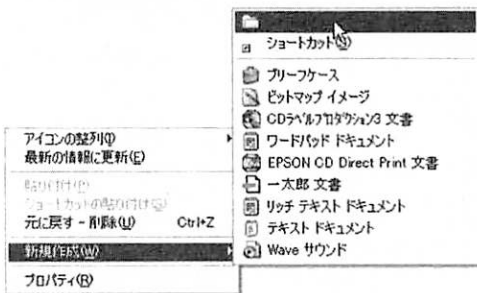 ショートカット(S)
ブリーフケース
ビットマップ イメージ
CDラベルプロダクション3 文書
ワードパッド ドキュメント
EPSON CD Direct Print 文書
一太郎 文書
リッチ テキスト ドキュメント
テキスト ドキュメント
Wave サウンド
アイコンの整列(I)
最新の情報に更新(E)
貼り付け(P)
ショートカットの貼り付け(S)
元に戻す - 削除(U) Ctrl+Z
新規作成(W)
プロパティ(R)